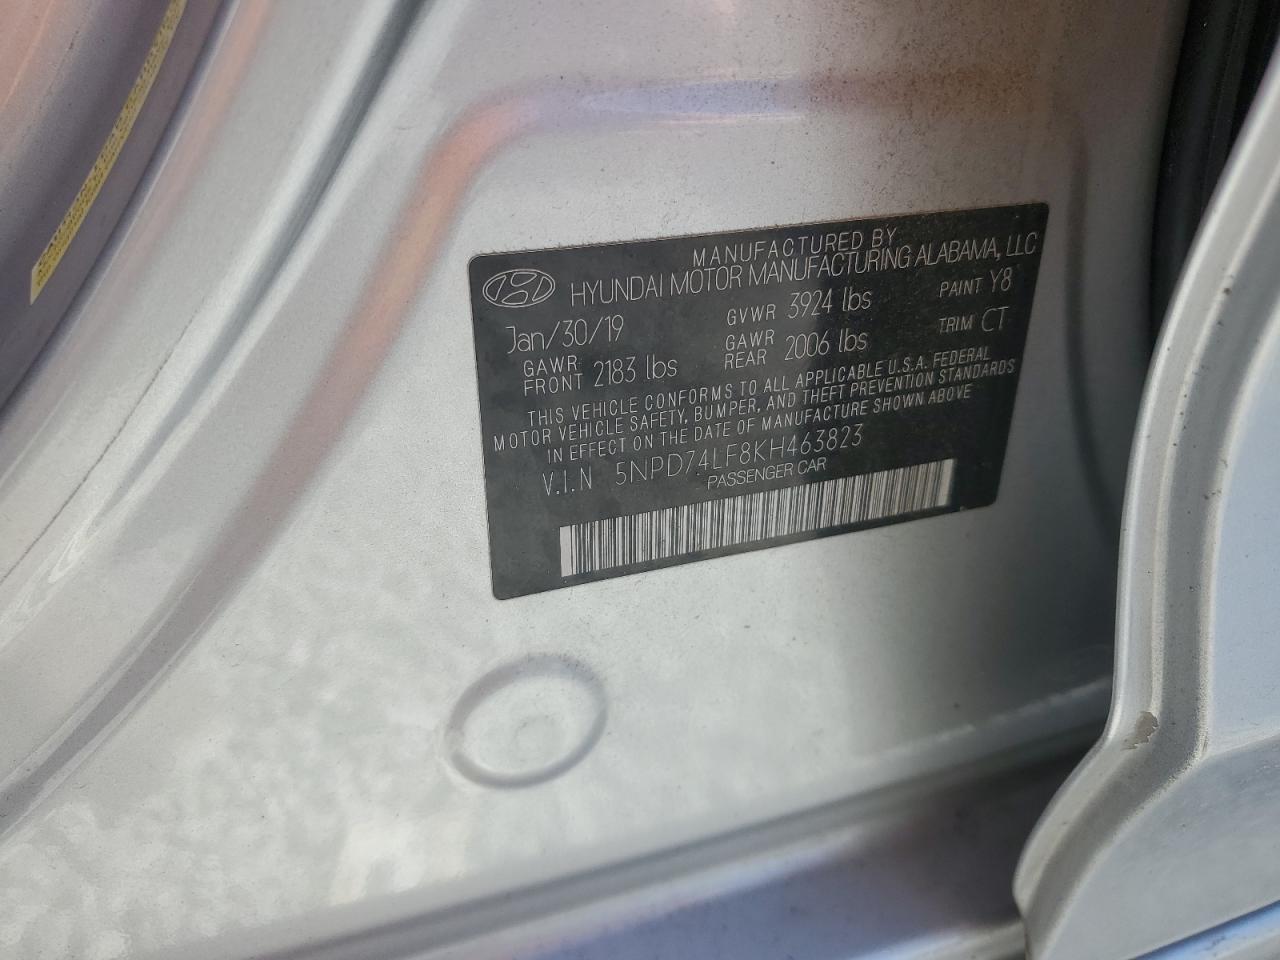 MANUFACTURED BY
HYUNDAI MOTOR MANUFACTURING ALABAMA, LLC
Jan/30/19 GVWR 3924 lbs PAINT Y8
GAWR FRONT 2183 lbs GAWR REAR 2006 lbs TRIM CT
THIS VEHICLE CONFORMS TO ALL APPLICABLE U.S.A. FEDERAL
MOTOR VEHICLE SAFETY, BUMPER, AND THEFT PREVENTION STANDARDS
IN EFFECT ON THE DATE OF MANUFACTURE SHOWN ABOVE
V.I.N 5NPD74LF8KH463823
PASSENGER CAR